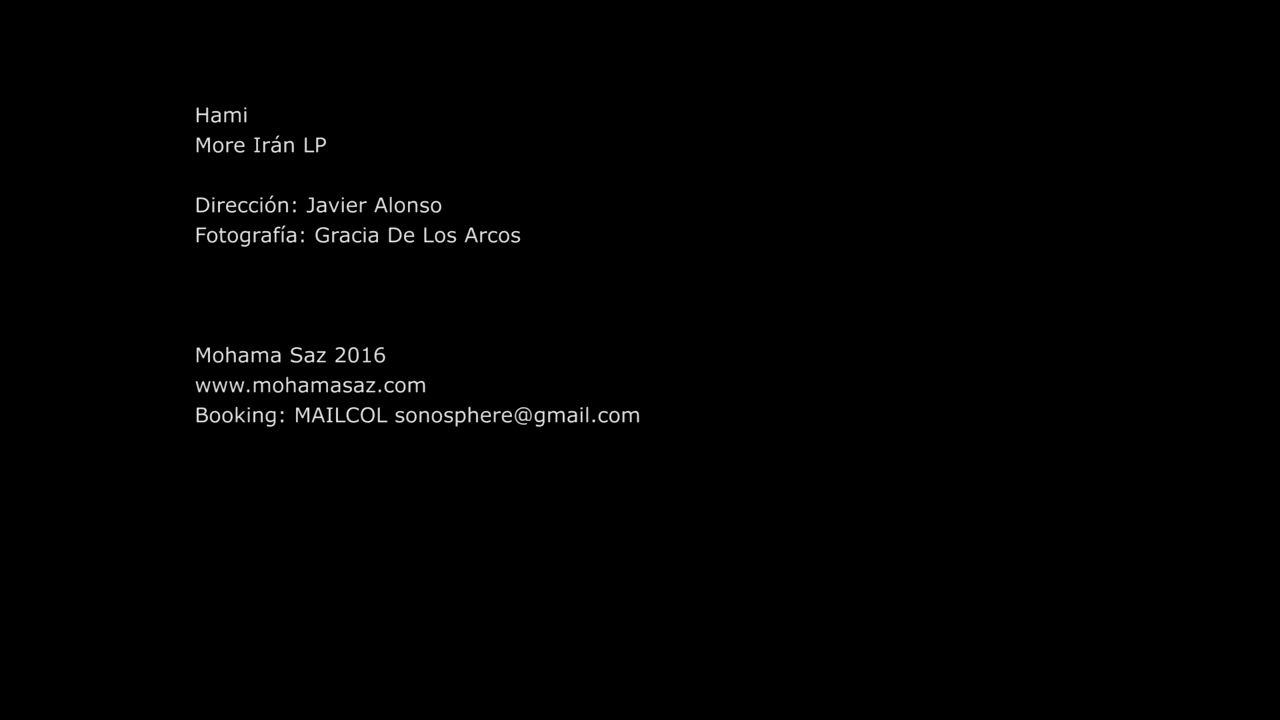 Hami
More Irán LP
Dirección: Javier Alonso
Fotografía: Gracia De Los Arcos
Mohama Saz 2016
www.mohamasaz.com
Booking: MAILCOL sonosphere@gmail.com